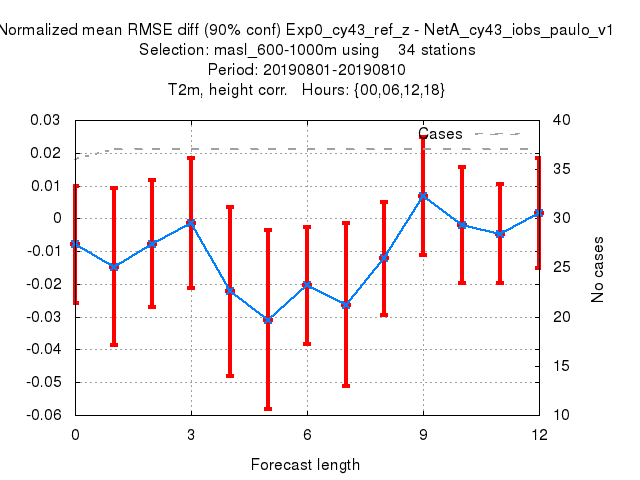 Normalized mean RMSE diff (90% conf) Exp0_cy43_ref_z - NetA_cy43_iobs_paulo_v1
Selection: masl_600-1000m using 34 stations
Period: 20190801-20190810
T2m, height corr. Hours: {00,06,12,18}
Cases
0.03
0.02
0.01
0
-0.01
-0.02
-0.03
-0.04
-0.05
-0.06
40
35
30
25
20
15
10
No cases
0 3 6 9 12
Forecast length